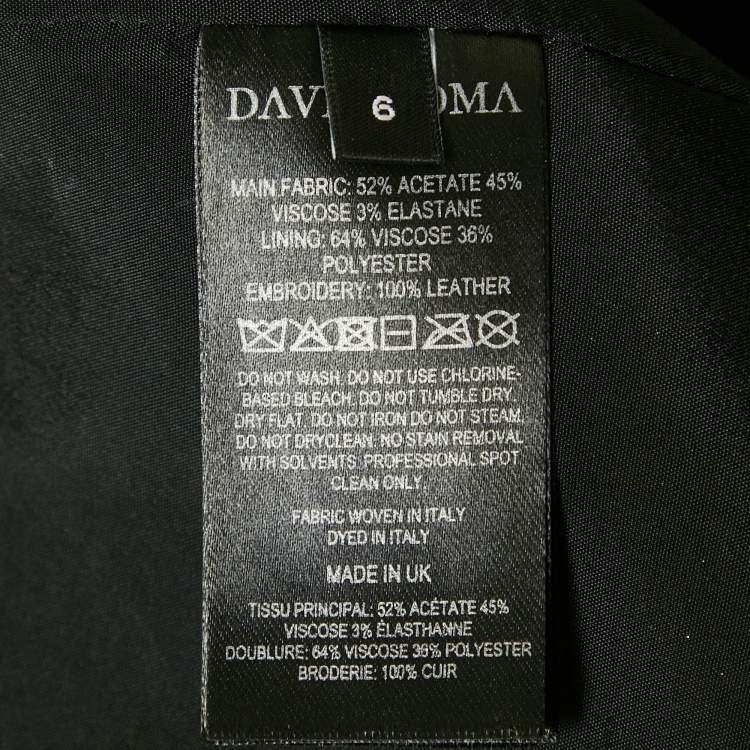 6
MAIN FABRIC: 52% ACETATE 45%
VISCOSE 3% ELASTANE
LINING: 64% VISCOSE 36%
POLYESTER
EMBROIDERY: 100% LEATHER
DO NOT WASH. DO NOT USE CHLORINE-
BASED BLEACH. DO NOT TUMBLE DRY.
DRY FLAT. DO NOT IRON DO NOT STEAM.
DO NOT DRYCLEAN. NO STAIN REMOVAL
WITH SOLVENTS. PROFESSIONAL SPOT
CLEAN ONLY.
FABRIC WOVEN IN ITALY
DYED IN ITALY
MADE IN UK
TISSU PRINCIPAL: 52% ACÉTATE 45%
VISCOSE 3% ÉLASTHANNE
DOUBLURE: 64% VISCOSE 36% POLYESTER
BRODERIE: 100% CUIR